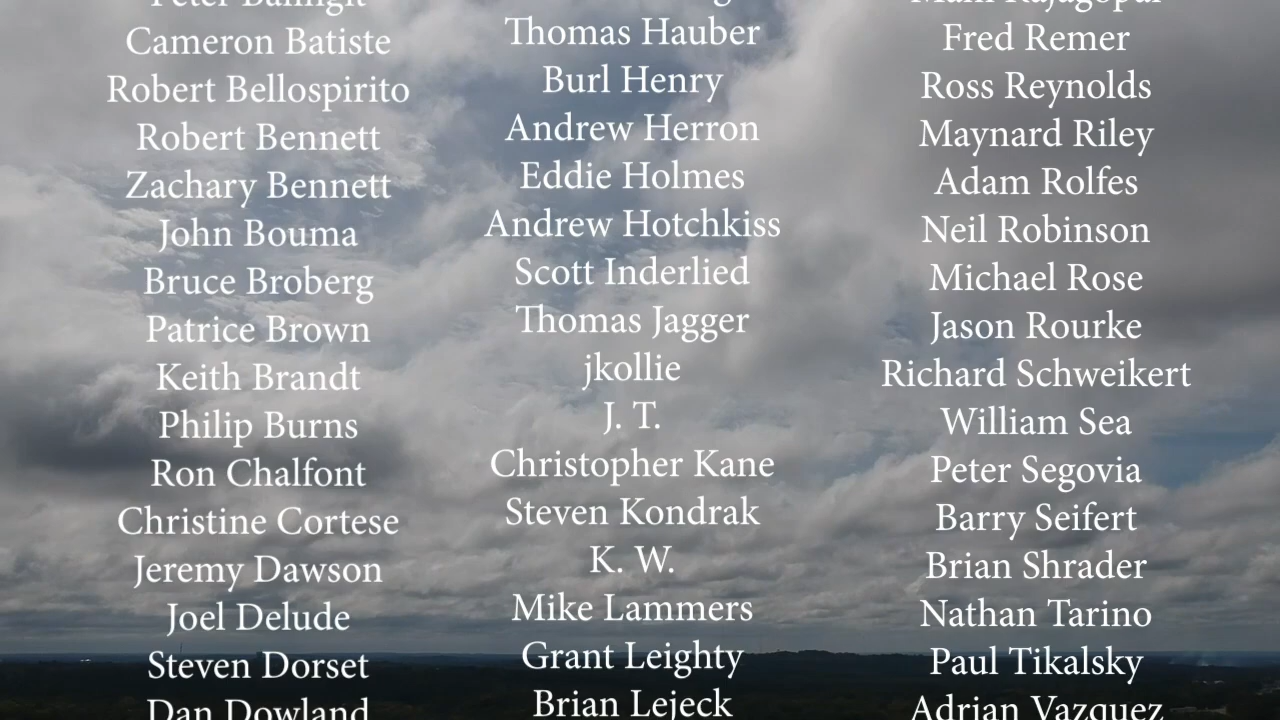 Cameron Batiste
Robert Bellospirito
Robert Bennett
Zachary Bennett
John Bouma
Bruce Broberg
Patrice Brown
Keith Brandt
Philip Burns
Ron Chalfont
Christine Cortese
Jeremy Dawson
Joel Delude
Steven Dorset
Dan Dowland
Thomas Hauber
Burl Henry
Andrew Herron
Eddie Holmes
Andrew Hotchkiss
Scott Inderlied
Thomas Jagger
jkollie
J. T.
Christopher Kane
Steven Kondrak
K. W.
Mike Lammers
Grant Leighty
Brian Lejeck
Fred Remer
Ross Reynolds
Maynard Riley
Adam Rolfes
Neil Robinson
Michael Rose
Jason Rourke
Richard Schweikert
William Sea
Peter Segovia
Barry Seifert
Brian Shrader
Nathan Tarino
Paul Tikalsky
Adrian Vazquez